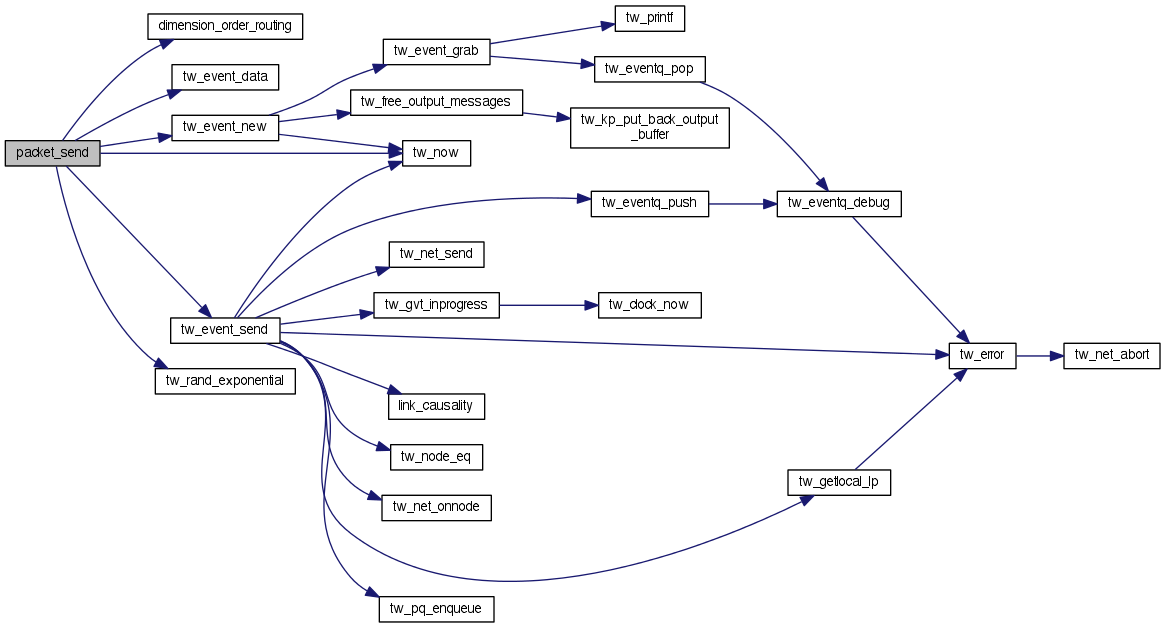 dimension_order_routing
tw_printf
tw_event_grab
tw_eventq_pop
tw_event_data
tw_free_output_messages
tw_kp_put_back_output
_buffer
tw_event_new
packet_send
tw_now
tw_eventq_push
tw_eventq_debug
tw_net_send
tw_gvt_inprogress
tw_clock_now
tw_event_send
tw_error
tw_net_abort
tw_rand_exponential
link_causality
tw_node_eq
tw_getlocal_lp
tw_net_onnode
tw_pq_enqueue